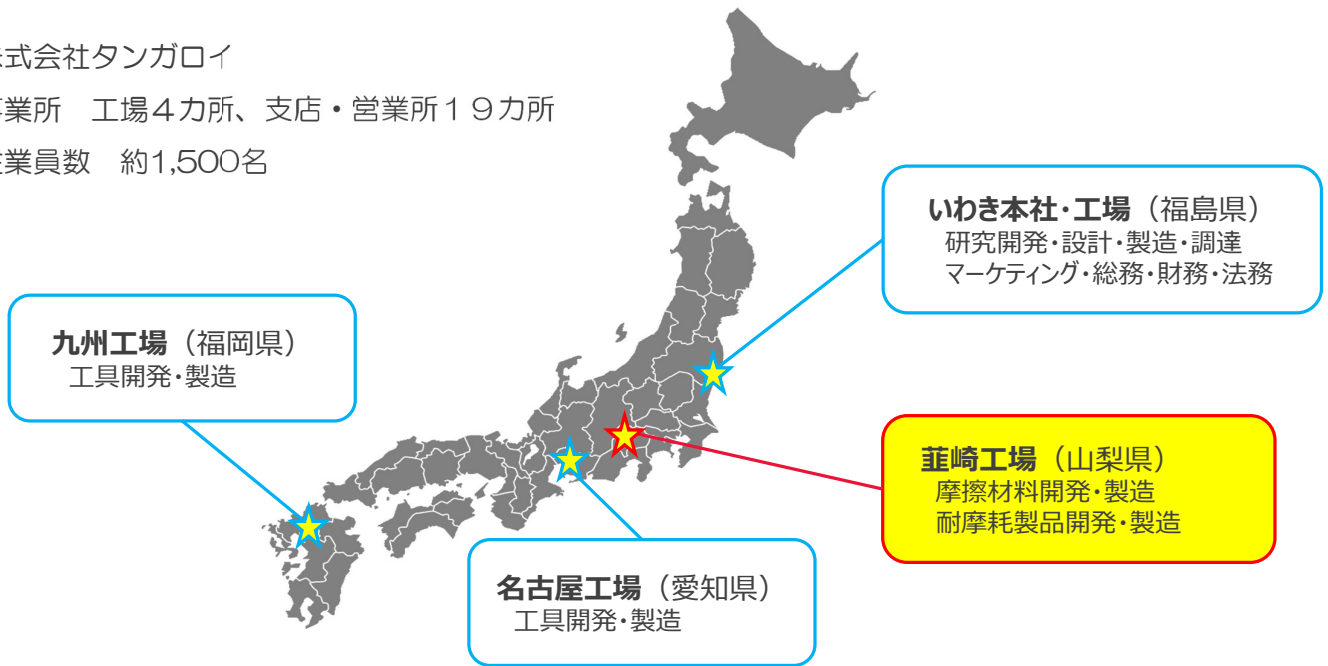 式会社タンガロイ
業所　工場４カ所、支店・営業所１９カ所
業員数　約1,500名
いわき本社・工場（福島県）
研究開発・設計・製造・調達
マーケティング・総務・財務・法務
九州工場（福岡県）
工具開発・製造
韮崎工場（山梨県）
摩擦材料開発・製造
耐摩耗製品開発・製造
名古屋工場（愛知県）
工具開発・製造